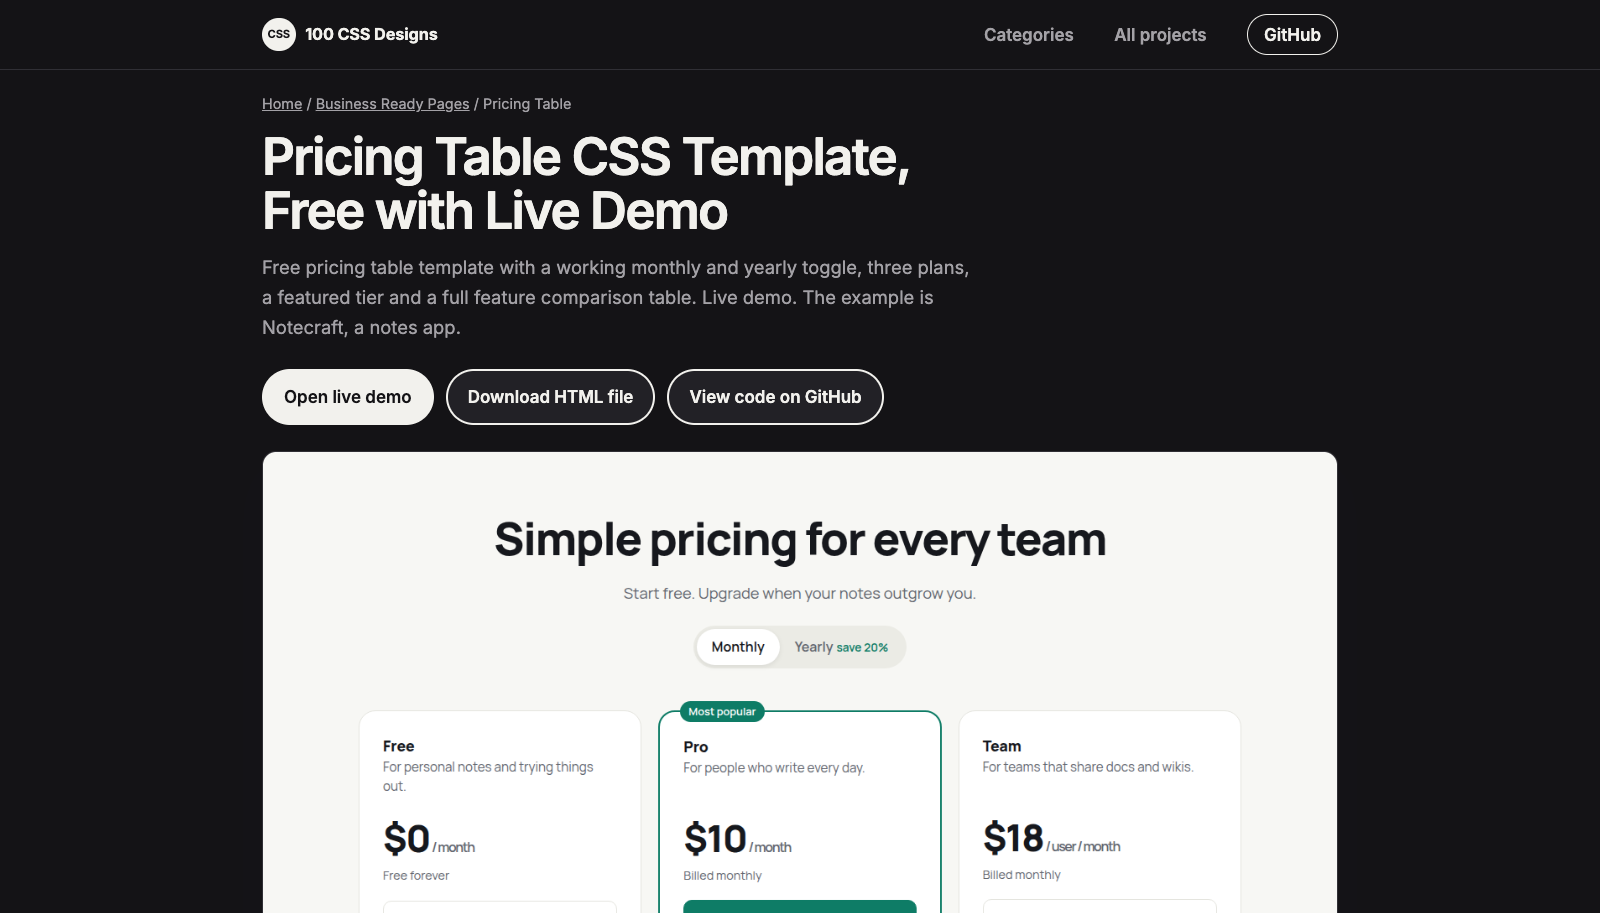 CSS 100 CSS Designs
Categories
All projects
GitHub
Home / Business Ready Pages / Pricing Table
Pricing Table CSS Template,
Free with Live Demo
Free pricing table template with a working monthly and yearly toggle, three plans,
a featured tier and a full feature comparison table. Live demo. The example is
Notecraft, a notes app.
Open live demo
Download HTML file
View code on GitHub
Simple pricing for every team
Start free. Upgrade when your notes outgrow you.
Monthly
Yearly save 20%
Free
For personal notes and trying things
out.
$0 / month
Free forever
Most popular
Pro
For people who write every day.
$10 / month
Billed monthly
Team
For teams that share docs and wikis.
$18 / user / month
Billed monthly